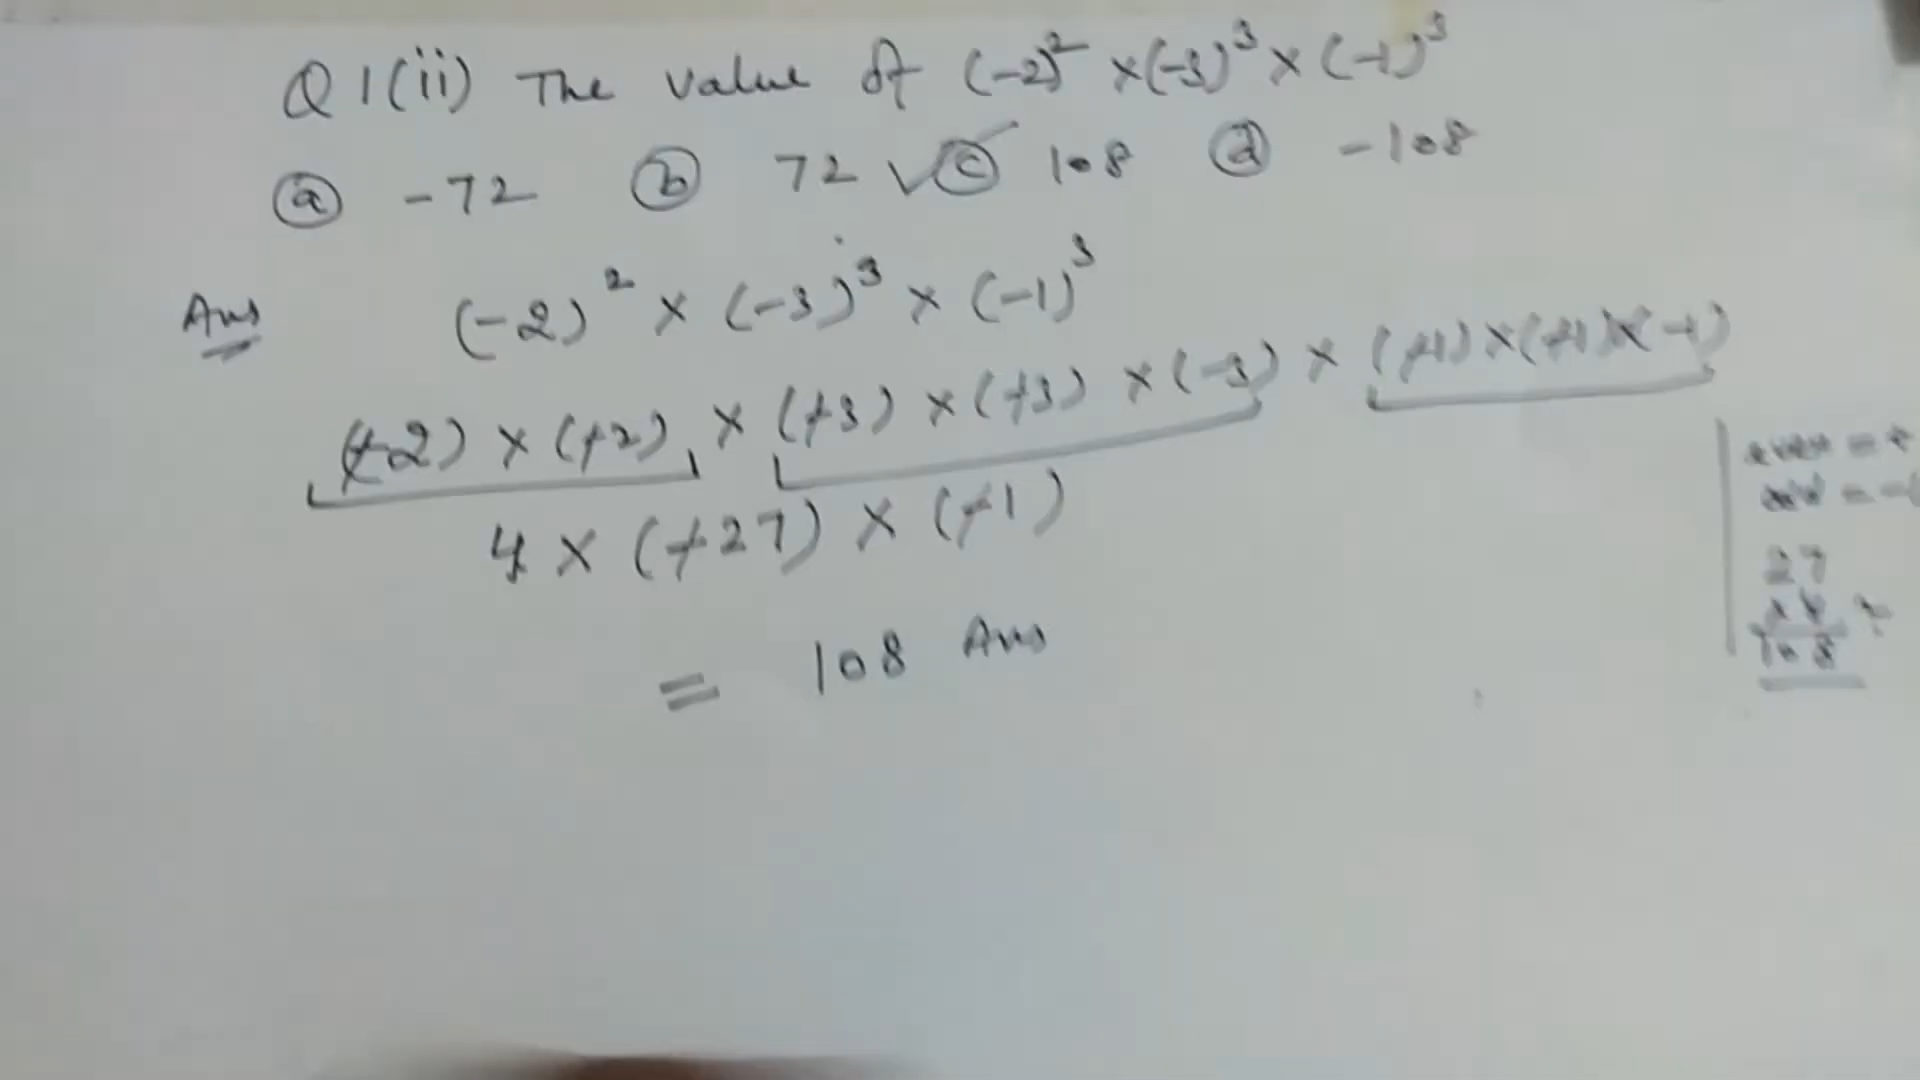 Q 1(ii) The value of (-2)² ×(-3)³ × (-1)³
ⓐ -72 ⓑ 72 ✓ⓒ 108 ⓓ -108
Ans (-2)² × (-3)³ × (-1)³
(-2) × (-2) × (-3) × (-3) × (-3) × (-1) × (-1) × (-1)
4 × (-27) × (-1)
= 108 Ans
27
108